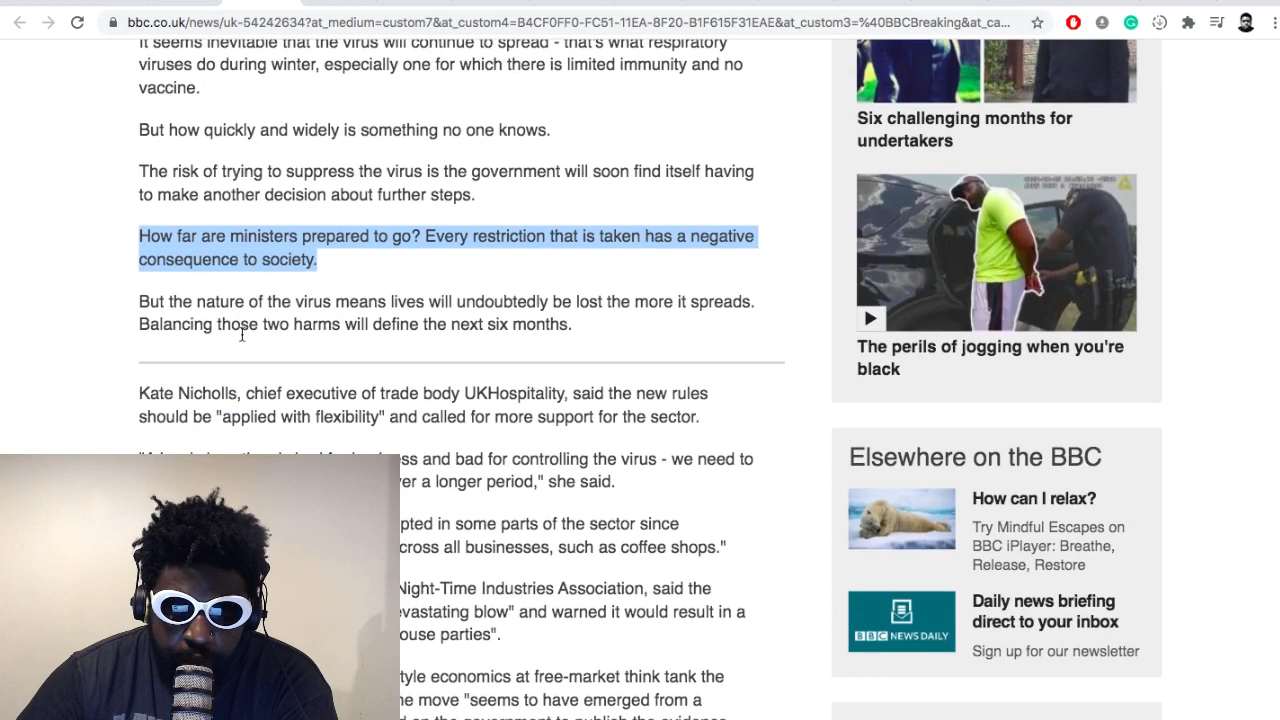 bbc.co.uk/news/uk-54242634?at_medium=custom7&at_custom4=B4CF0FF0-FC51-11EA-8F20-B1F615F31EAE&at_custom3=%40BBCBreaking&at_ca...
It seems inevitable that the virus will continue to spread - that's what respiratory
viruses do during winter, especially one for which there is limited immunity and no
vaccine.
But how quickly and widely is something no one knows.
The risk of trying to suppress the virus is the government will soon find itself having
to make another decision about further steps.
How far are ministers prepared to go? Every restriction that is taken has a negative
consequence to society.
But the nature of the virus means lives will undoubtedly be lost the more it spreads.
Balancing those two harms will define the next six months.
Kate Nicholls, chief executive of trade body UKHospitality, said the new rules
should be "applied with flexibility" and called for more support for the sector.
ss and bad for controlling the virus - we need to
er a longer period," she said.
pted in some parts of the sector since
cross all businesses, such as coffee shops."
Night-Time Industries Association, said the
evastating blow" and warned it would result in a
ouse parties".
tyle economics at free-market think tank the
e move "seems to have emerged from a
Six challenging months for
undertakers
The perils of jogging when you're
black
Elsewhere on the BBC
How can I relax?
Try Mindful Escapes on
BBC iPlayer: Breathe,
Release, Restore
BBC NEWS DAILY
Daily news briefing
direct to your inbox
Sign up for our newsletter